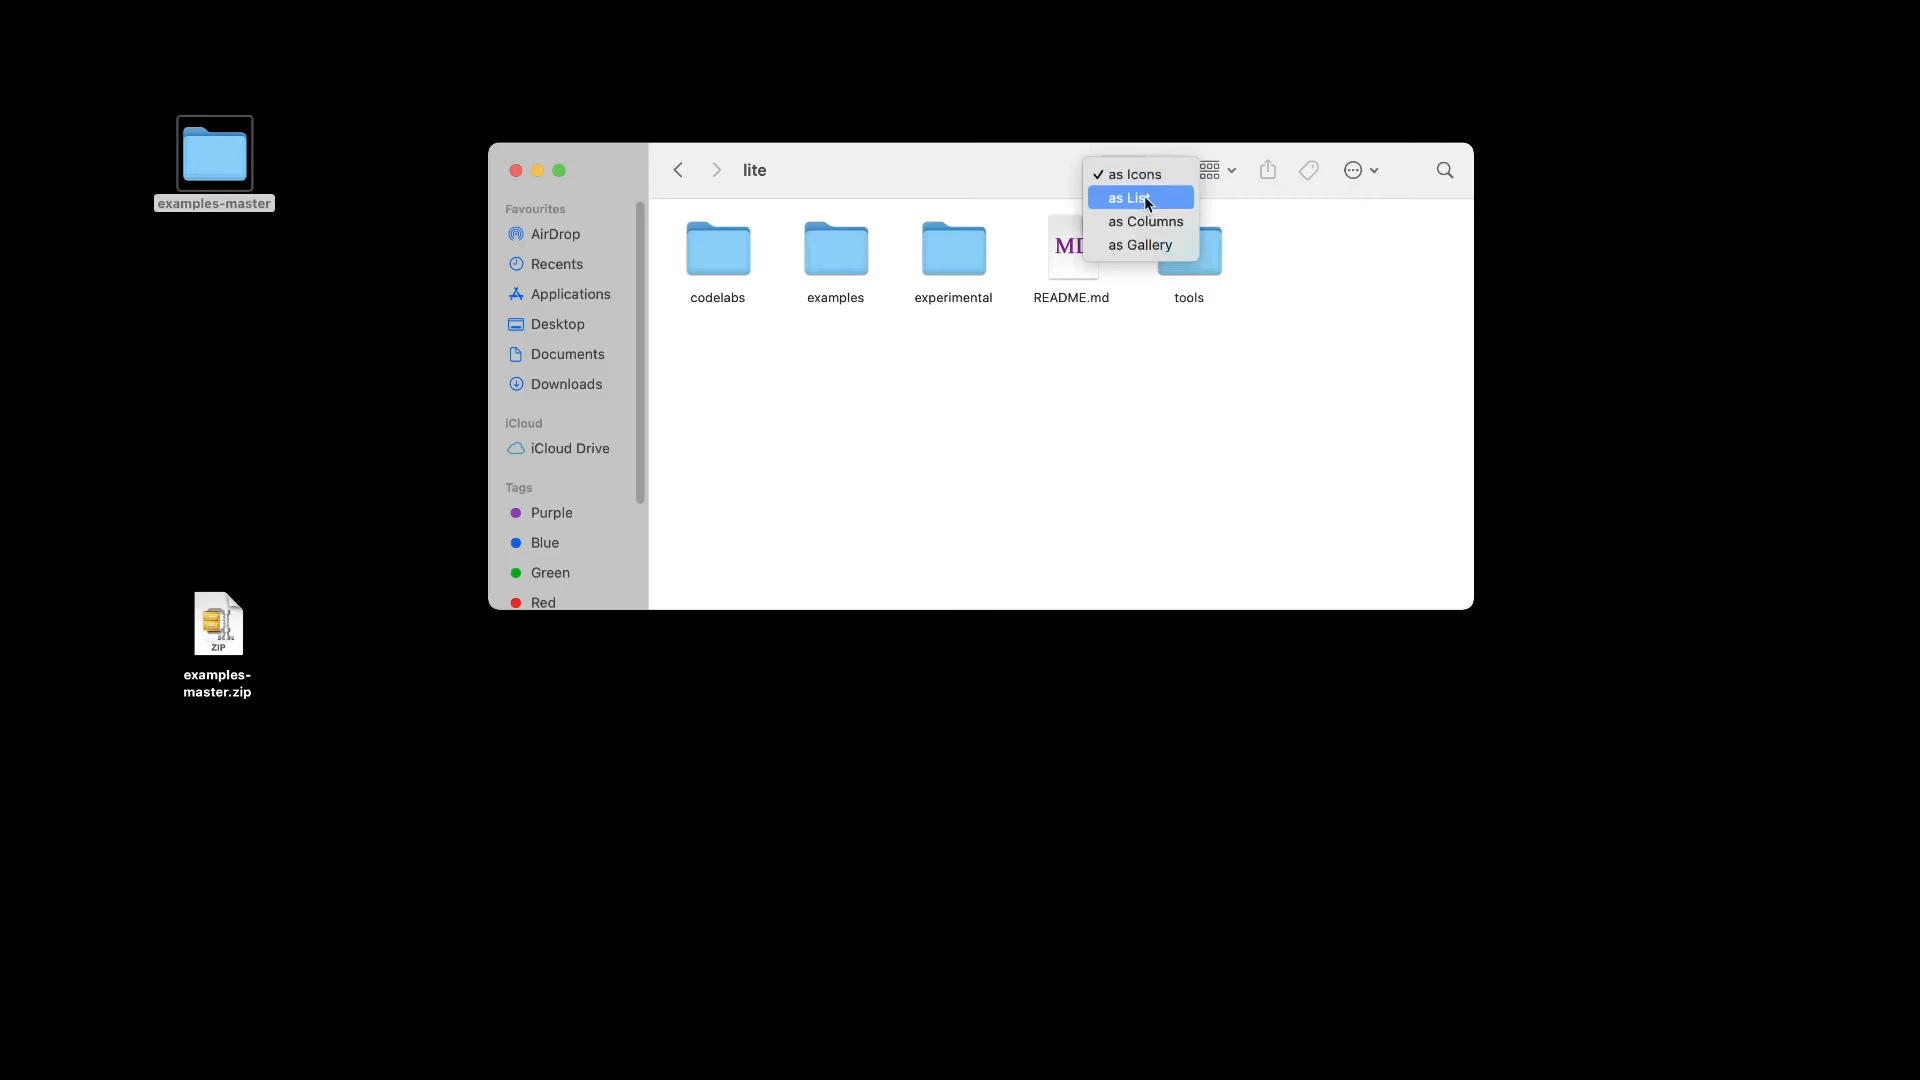 examples-master
lite
as Icons
as List
as Columns
as Gallery
Favourites
AirDrop
Recents
Applications
Desktop
Documents
Downloads
iCloud
iCloud Drive
Tags
Purple
Blue
Green
Red
codelabs
examples
experimental
README.md
tools
ZIP
examples-
master.zip